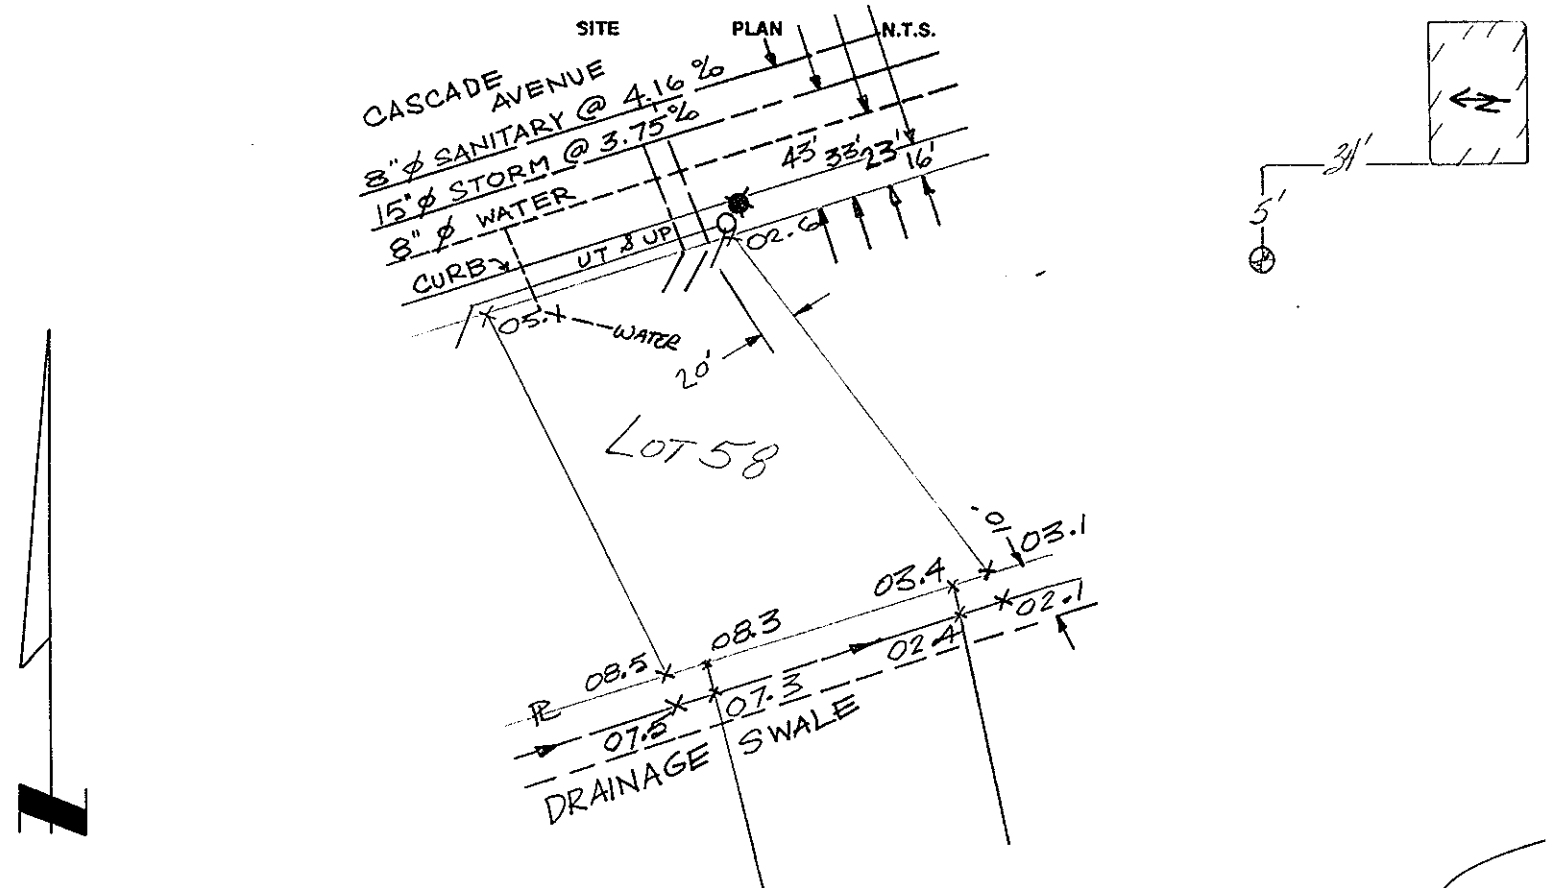 SITE PLAN N.T.S.
CASCADE
AVENUE
8"ϕ SANITARY @ 4.16 %
15"ϕ STORM @ 3.75 %
8" ϕ WATER
CURB
UT & UP
43' 33' 23' 16'
02.6
05.
WATER
20'
LOT 58
5'
10'
03.1
03.4
02.1
02.4
08.3
08.5
07.3
07.5
PL
DRAINAGE SWALE